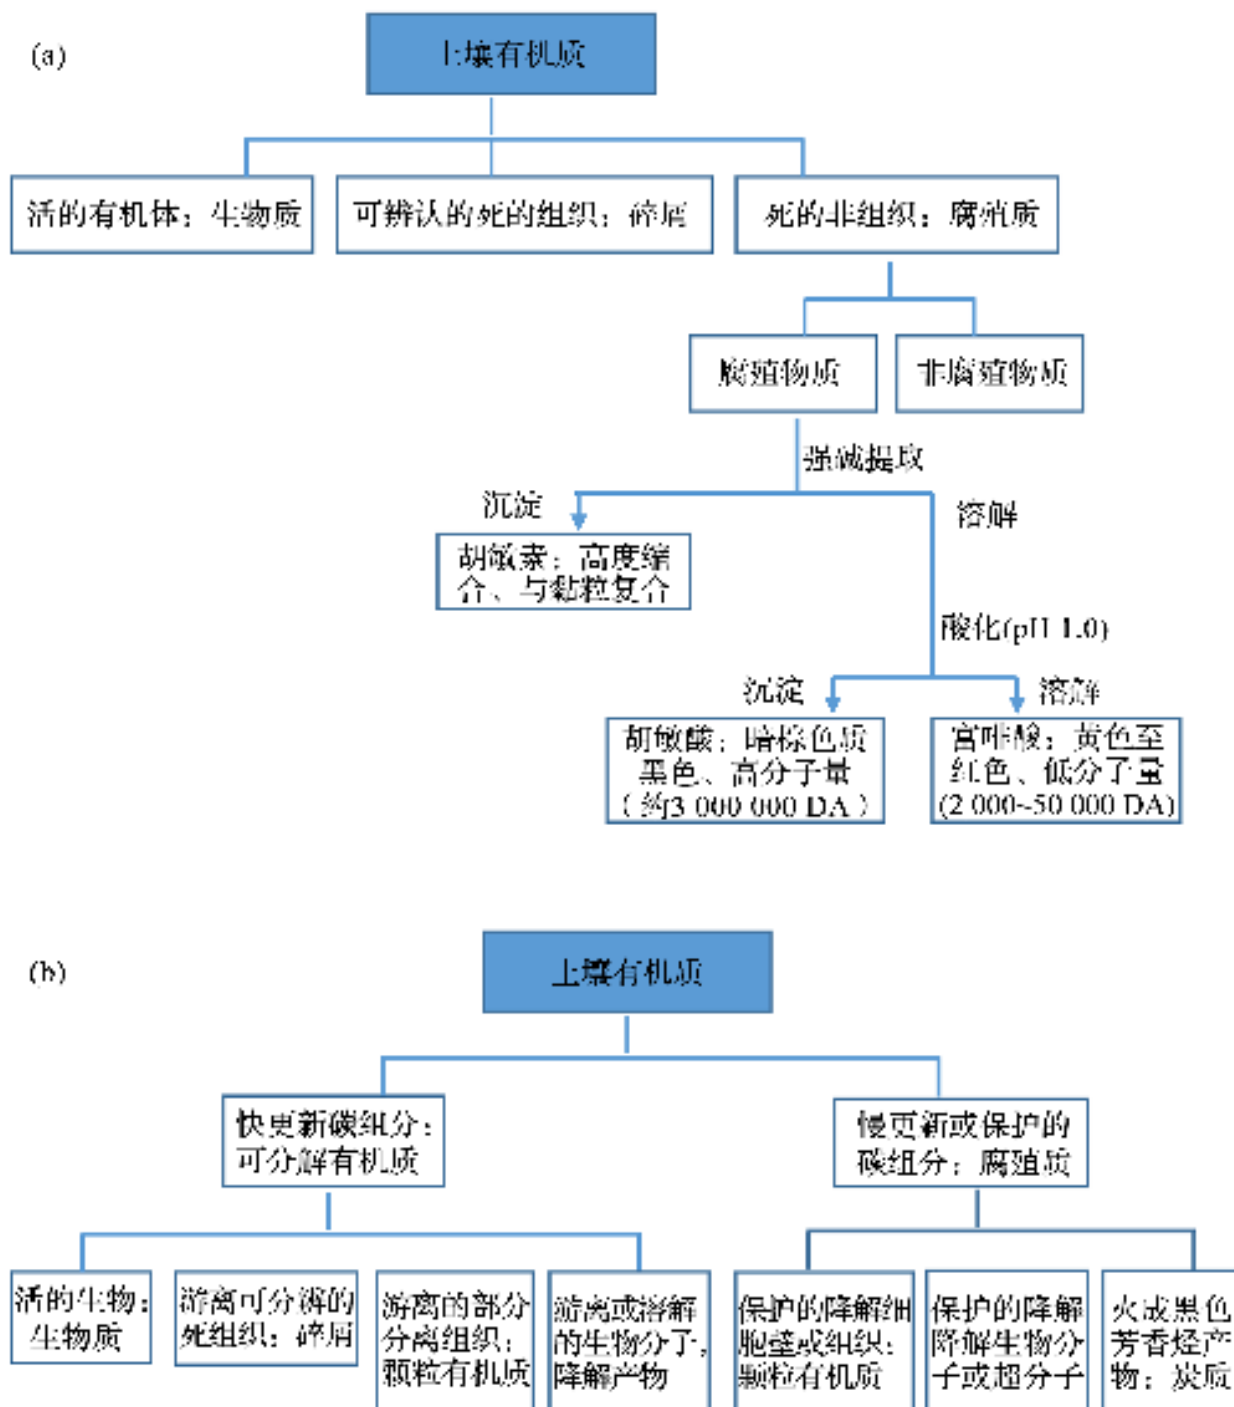 (a)
土壤有机质
活的有机体：生物质
可辨认的死的组织：碎屑
死的非组织：腐殖质
腐殖物质
非腐殖物质
强碱提取
沉淀
溶解
胡敏素：高度缩
合、与黏粒复合
酸化(pH 1.0)
沉淀
溶解
胡敏酸：暗棕色质
黑色、高分子量
（约3 000 000 DA）
富啡酸：黄色至
红色、低分子量
(2 000~50 000 DA)
(b)
土壤有机质
快更新碳组分：
可分解有机质
慢更新或保护的
碳组分：腐殖质
活的生物：
生物质
游离可分辨的
死组织：碎屑
游离的部分
分离组织：
颗粒有机质
游离或溶解
的生物分子，
降解产物
保护的降解细
胞壁或组织：
颗粒有机质
保护的降解
降解生物分
子或超分子
火成黑色
芳香烃产
物：炭质